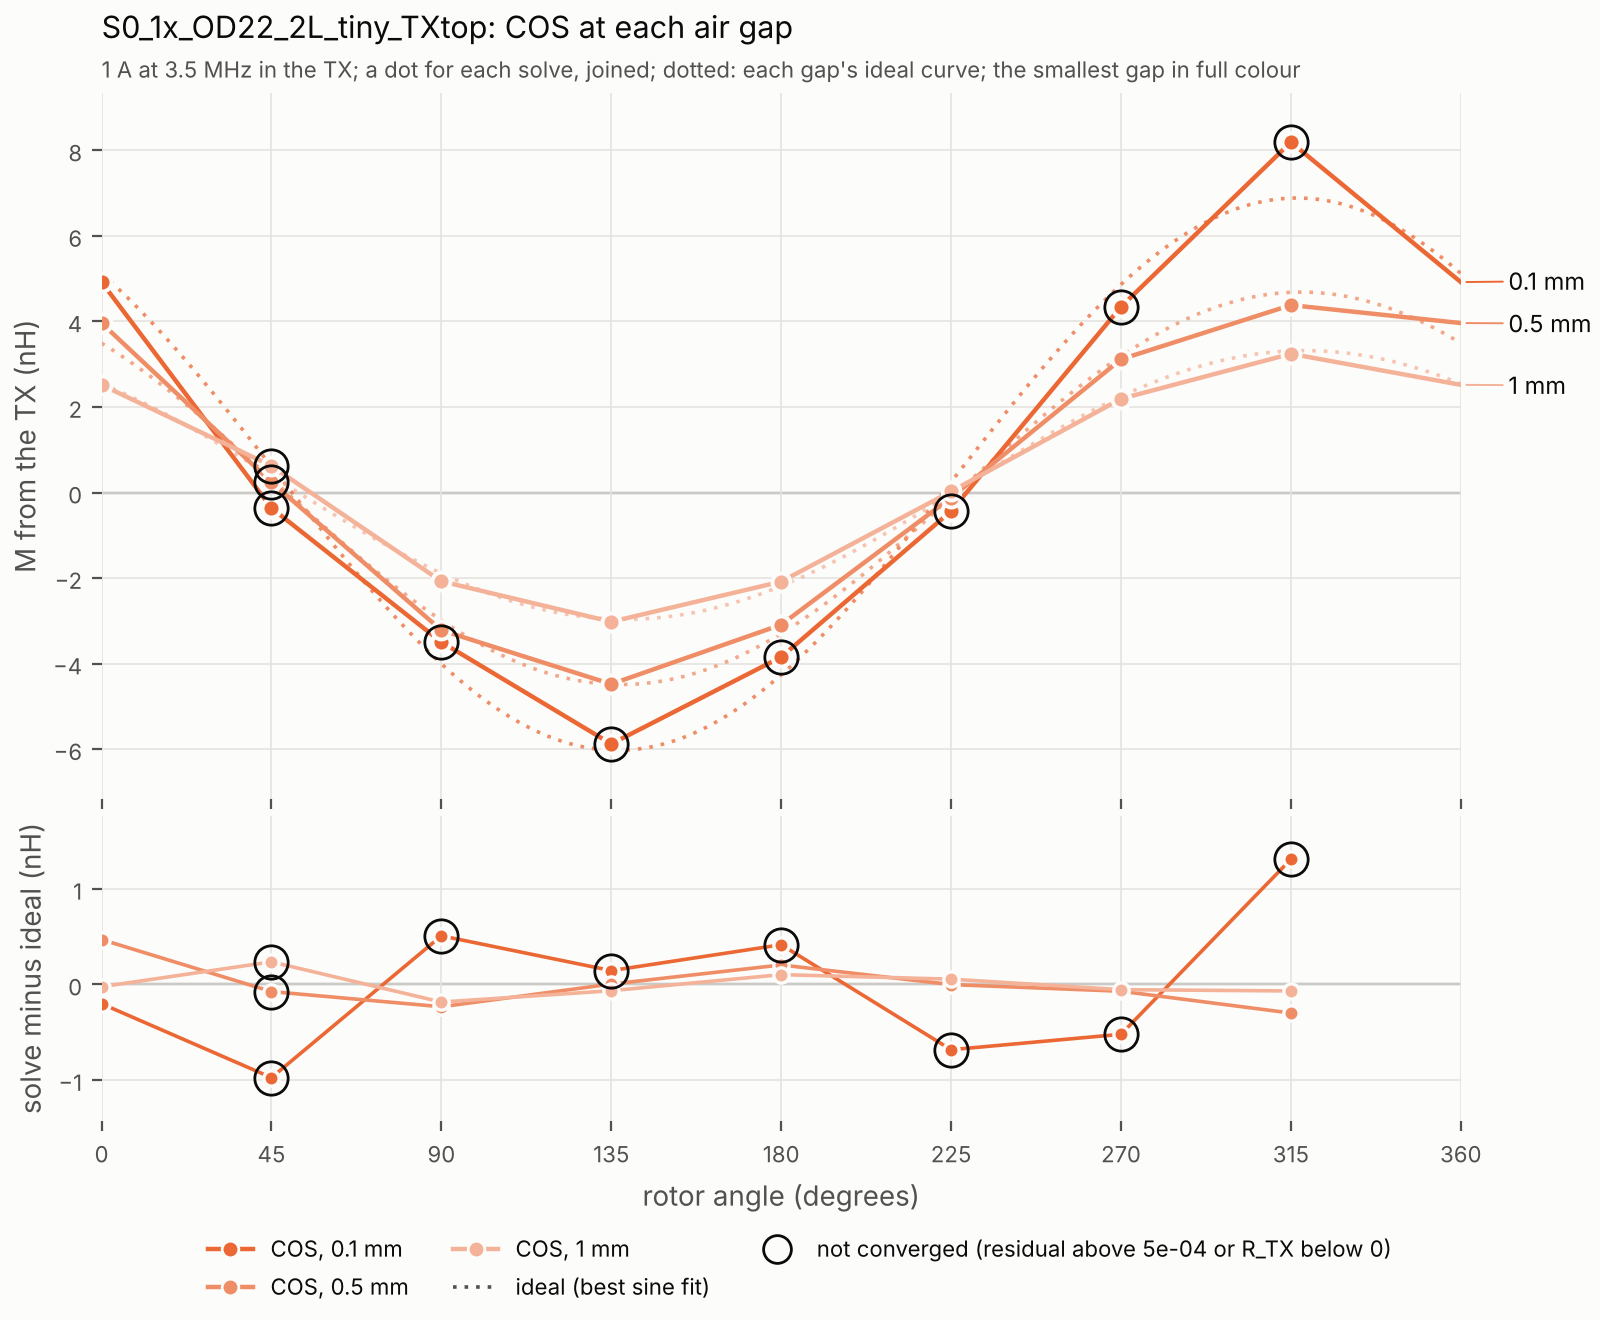 S0_1x_OD22_2L_tiny_TXtop: COS at each air gap
1 A at 3.5 MHz in the TX; a dot for each solve, joined; dotted: each gap's ideal curve; the smallest gap in full colour
M from the TX (nH)
8
6
4
2
0
−2
−4
−6
0.1 mm
0.5 mm
1 mm
solve minus ideal (nH)
1
0
−1
0 45 90 135 180 225 270 315 360
rotor angle (degrees)
COS, 0.1 mm
COS, 1 mm
not converged (residual above 5e-04 or R_TX below 0)
COS, 0.5 mm
ideal (best sine fit)